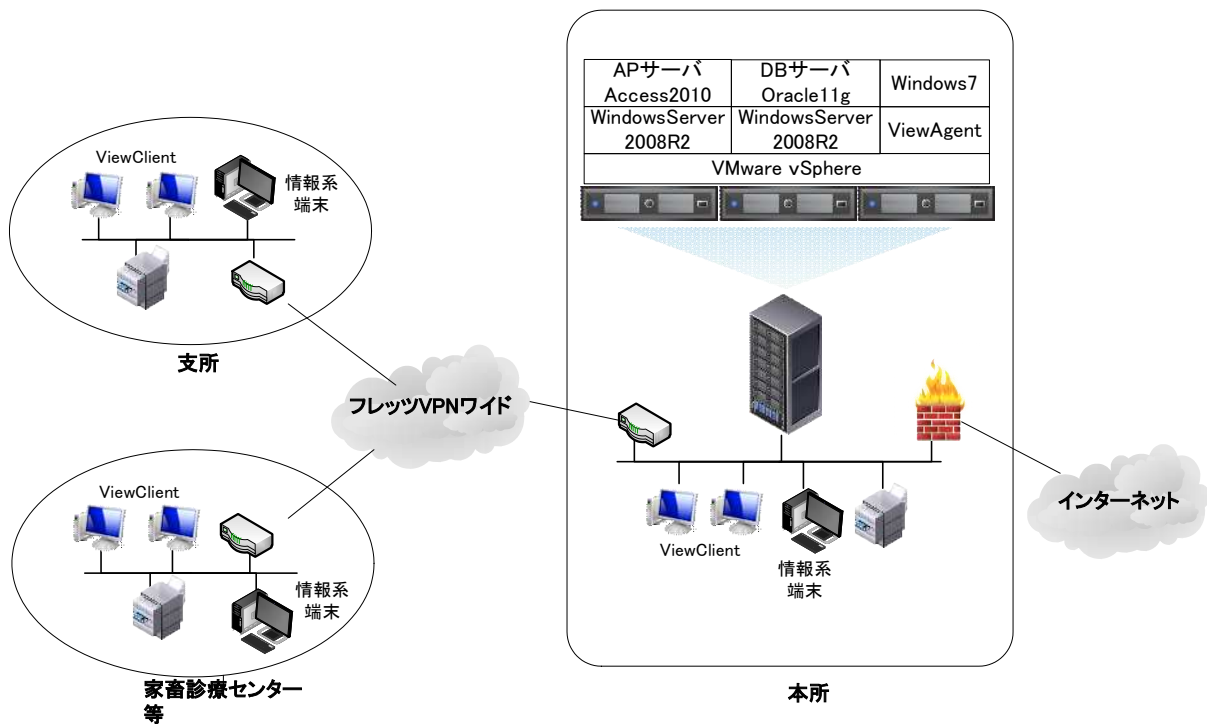 APサーバ
Access2010
DBサーバ
Oracle11g
Windows7
WindowsServer
2008R2
WindowsServer
2008R2
ViewAgent
VMware vSphere
ViewClient
情報系
端末
支所
フレッツVPNワイド
ViewClient
情報系
端末
家畜診療センター
等
ViewClient
情報系
端末
インターネット
本所